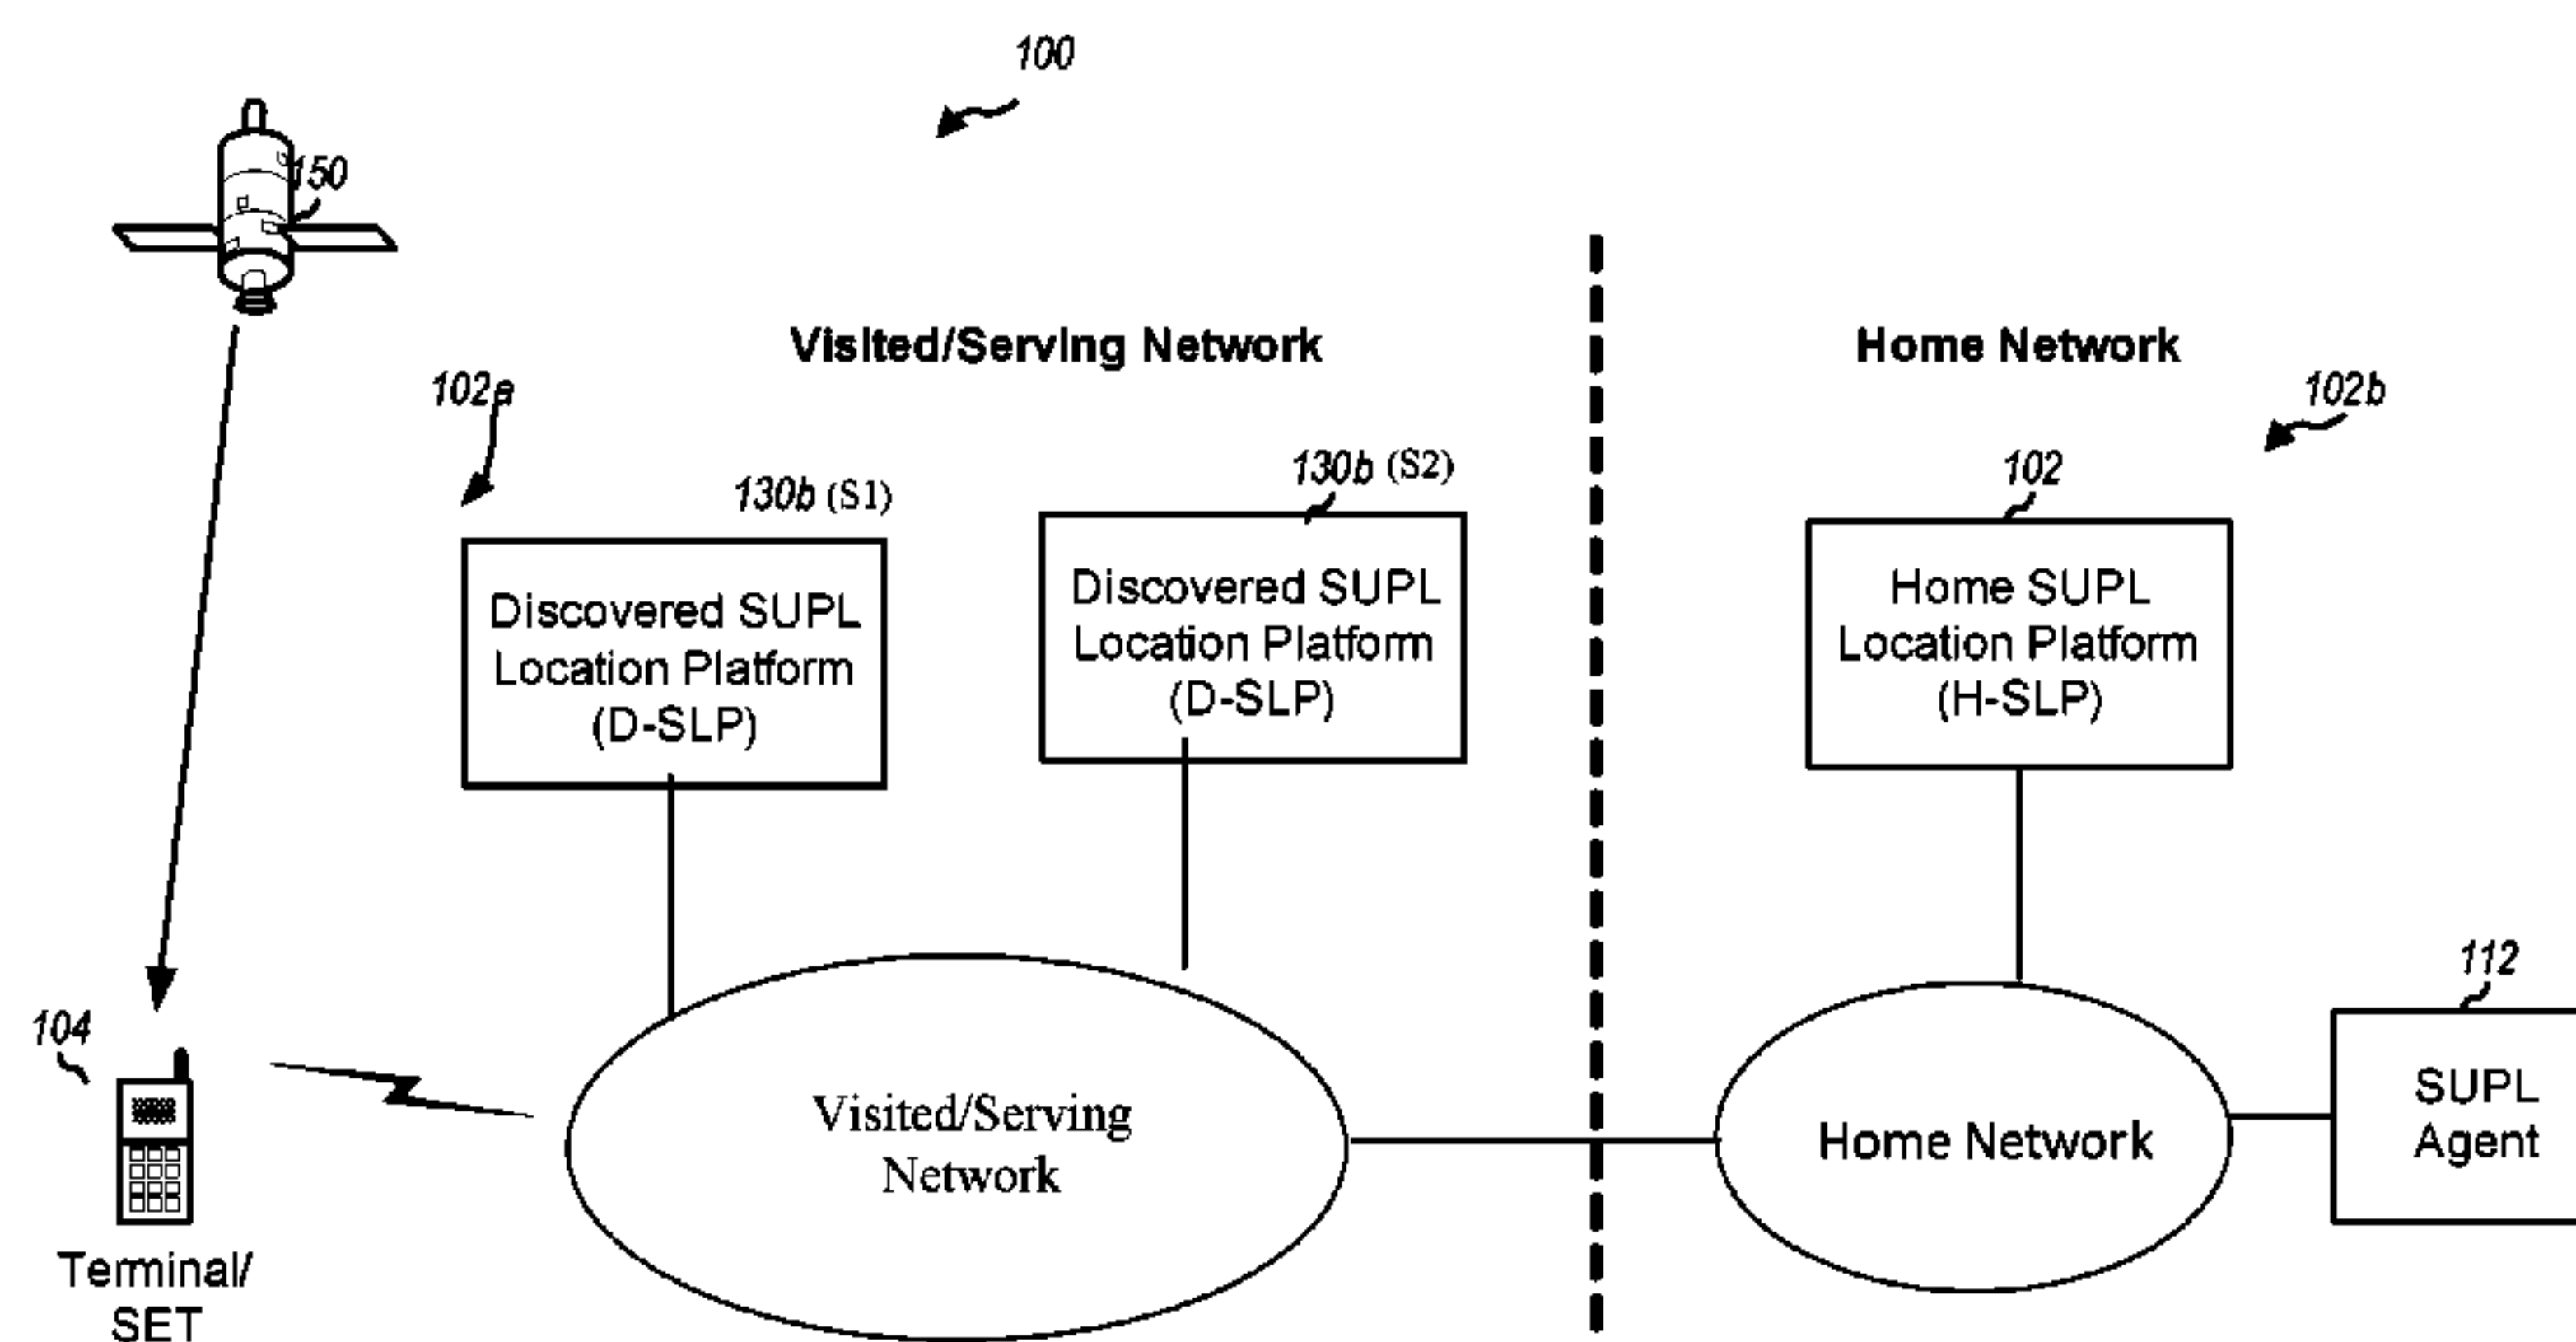 100
150
Visited/Serving Network
Home Network
102a
102b
130b (S1)
130b (S2)
102
Discovered SUPL
Location Platform
(D-SLP)
Discovered SUPL
Location Platform
(D-SLP)
Home SUPL
Location Platform
(H-SLP)
112
104
SUPL
Agent
Visited/Serving
Network
Home Network
Terminal/
SET